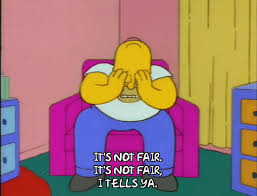 IT'S NOT FAIR.
IT'S NOT FAIR,
I TELLS YA.